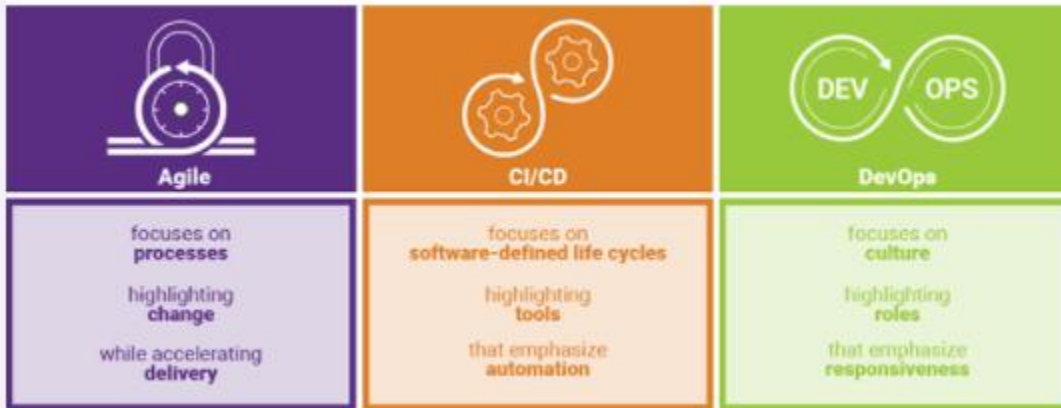 Agile
focuses on
processes
highlighting
change
while accelerating
delivery
CI/CD
focuses on
software-defined life cycles
highlighting
tools
that emphasize
automation
DEV OPS
DevOps
focuses on
culture
highlighting
roles
that emphasize
responsiveness